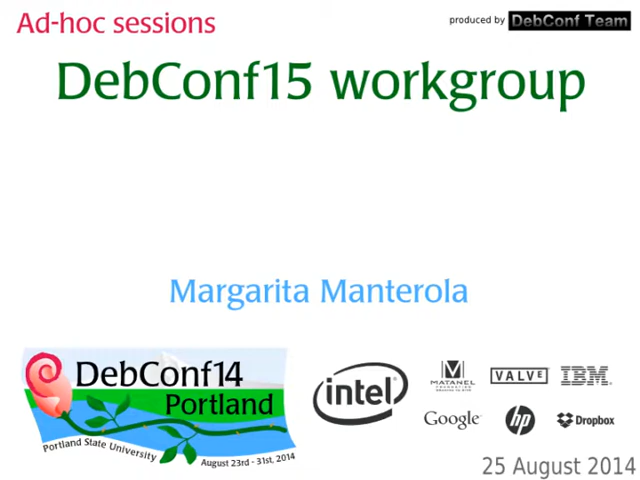 Ad-hoc sessions
produced by DebConf Team
DebConf15 workgroup
Margarita Manterola
DebConf14
Portland
Portland State University
August 23rd - 31st, 2014
intel
MATANEL
VALVE
IBM
Google
hp
Dropbox
25 August 2014